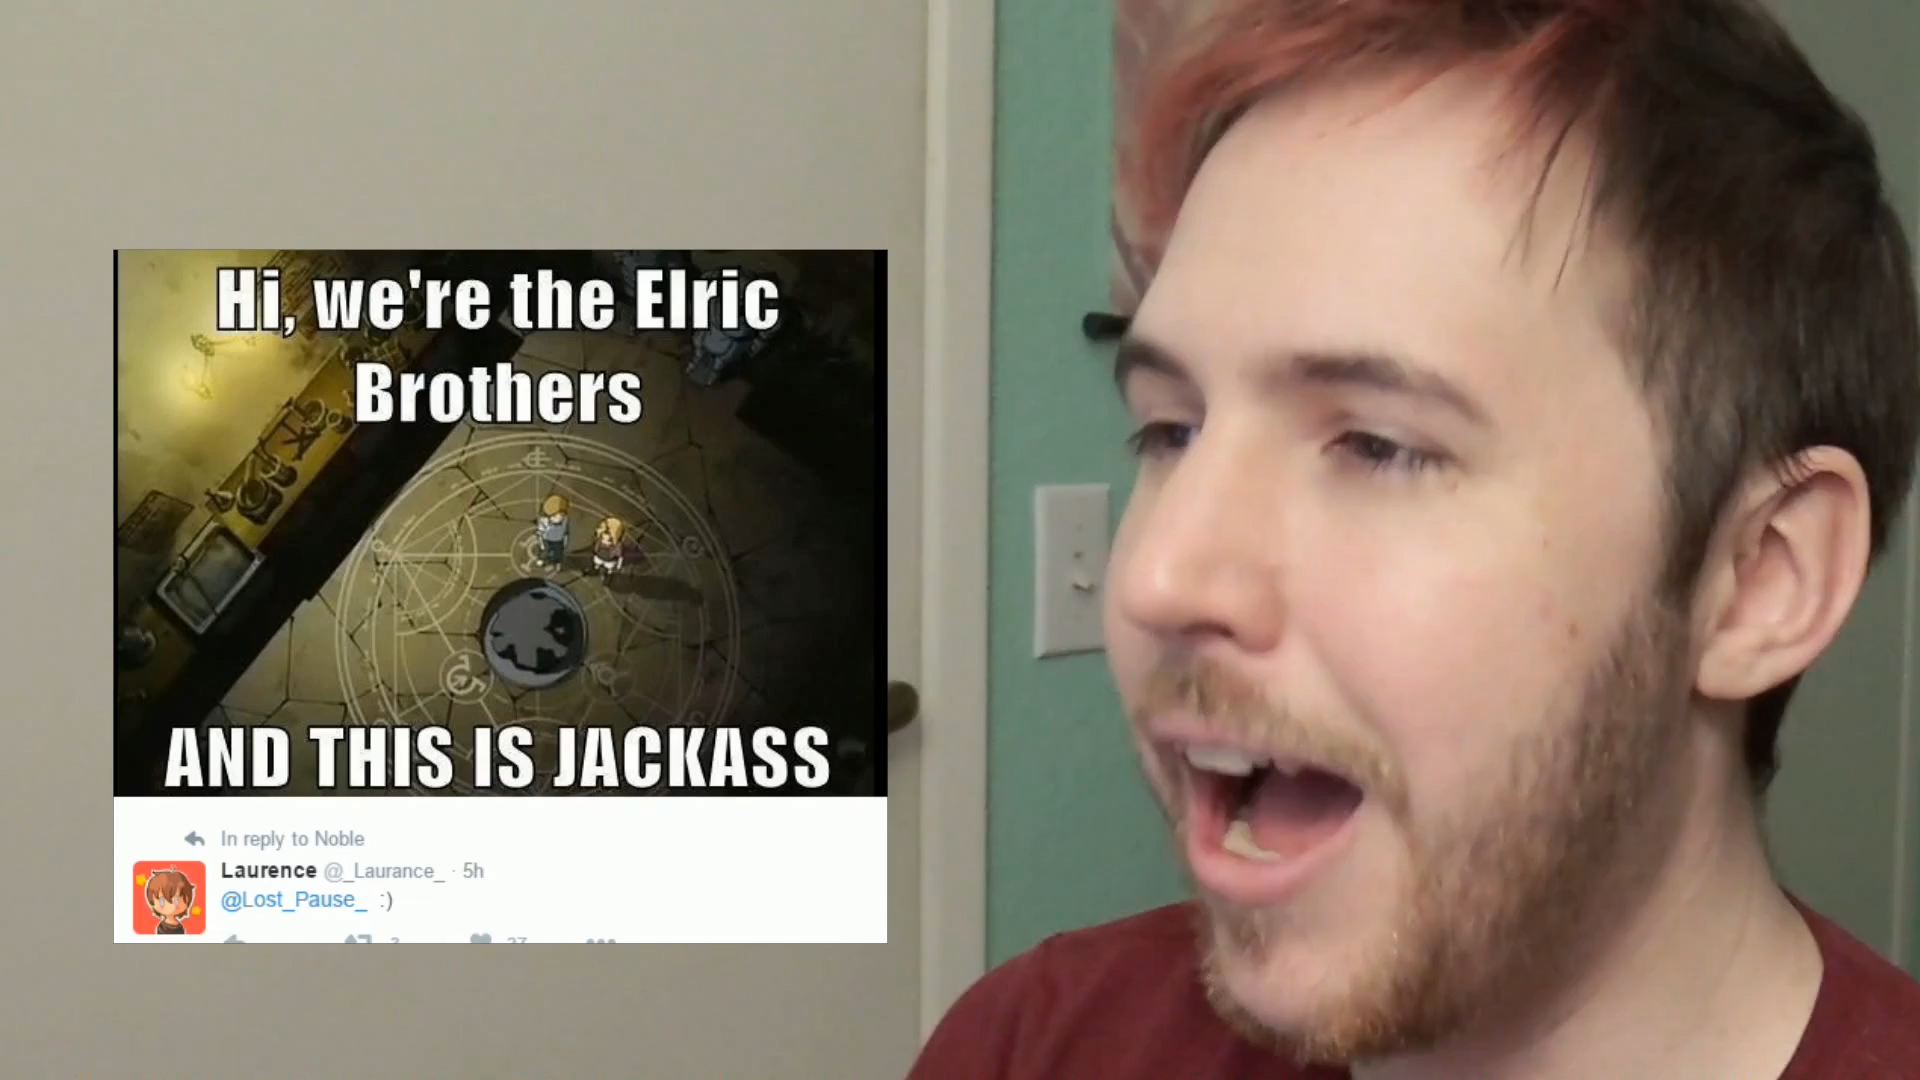 Hi, we're the Elric
Brothers
AND THIS IS JACKASS
In reply to Noble
Laurence @_Laurance_ · 5h
@Lost_Pause_ :)